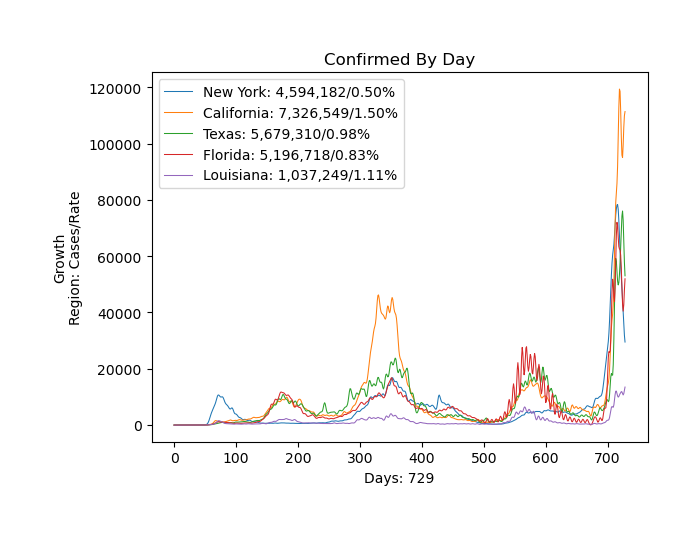 Confirmed By Day
New York: 4,594,182/0.50%
California: 7,326,549/1.50%
Texas: 5,679,310/0.98%
Florida: 5,196,718/0.83%
Louisiana: 1,037,249/1.11%
120000
100000
80000
60000
40000
20000
0
Growth
Region: Cases/Rate
0 100 200 300 400 500 600 700
Days: 729